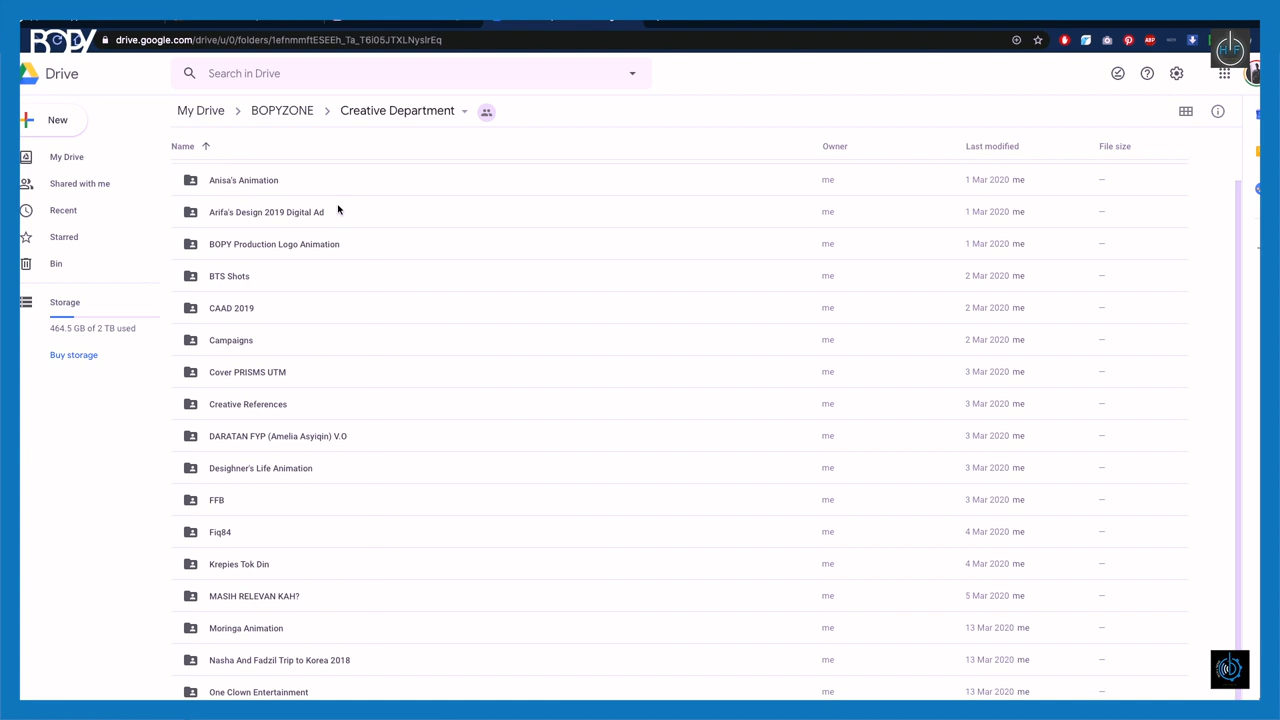 BOPY
drive.google.com/drive/u/0/folders/1efnmmftESEEh_Ta_T6I05JTXLNysIrEq
ABP
HF
Drive
Search in Drive
New
My Drive
Shared with me
Recent
Starred
Bin
Storage
464.5 GB of 2 TB used
Buy storage
My Drive > BOPYZONE > Creative Department
Name Owner Last modified File size
Anisa's Animation me 1 Mar 2020 me —
Arifa's Design 2019 Digital Ad me 1 Mar 2020 me —
BOPY Production Logo Animation me 1 Mar 2020 me —
BTS Shots me 2 Mar 2020 me —
CAAD 2019 me 2 Mar 2020 me —
Campaigns me 2 Mar 2020 me —
Cover PRISMS UTM me 3 Mar 2020 me —
Creative References me 3 Mar 2020 me —
DARATAN FYP (Amelia Asyiqin) V.O me 3 Mar 2020 me —
Desighner's Life Animation me 3 Mar 2020 me —
FFB me 3 Mar 2020 me —
Fiq84 me 4 Mar 2020 me —
Krepies Tok Din me 4 Mar 2020 me —
MASIH RELEVAN KAH? me 5 Mar 2020 me —
Moringa Animation me 13 Mar 2020 me —
Nasha And Fadzil Trip to Korea 2018 me 13 Mar 2020 me —
One Clown Entertainment me 13 Mar 2020 me —